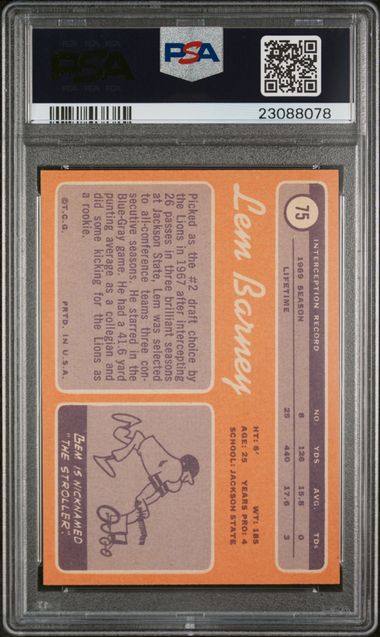 PSA
PSA
23088078
75
INTERCEPTION RECORD
NO. YDS. AVG. TDs
1969 SEASON 8 126 15.8 0
LIFETIME 25 440 17.6 3
Lem Barney
HT: 6' WT: 185
AGE: 25 YEARS PRO: 4
SCHOOL: JACKSON STATE
Picked as the #2 draft choice by
the Lions in 1967 after intercepting
26 passes in three brilliant seasons
at Jackson State, Lem was selected
to all-conference teams three con-
secutive seasons. He starred in the
Blue-Gray game. He had a 41.6 yard
punting average as a collegian and
did some kicking for the Lions as
a rookie.
LEM IS NICKNAMED
"THE STROLLER"
©T.C.G. PRTD. IN U.S.A.